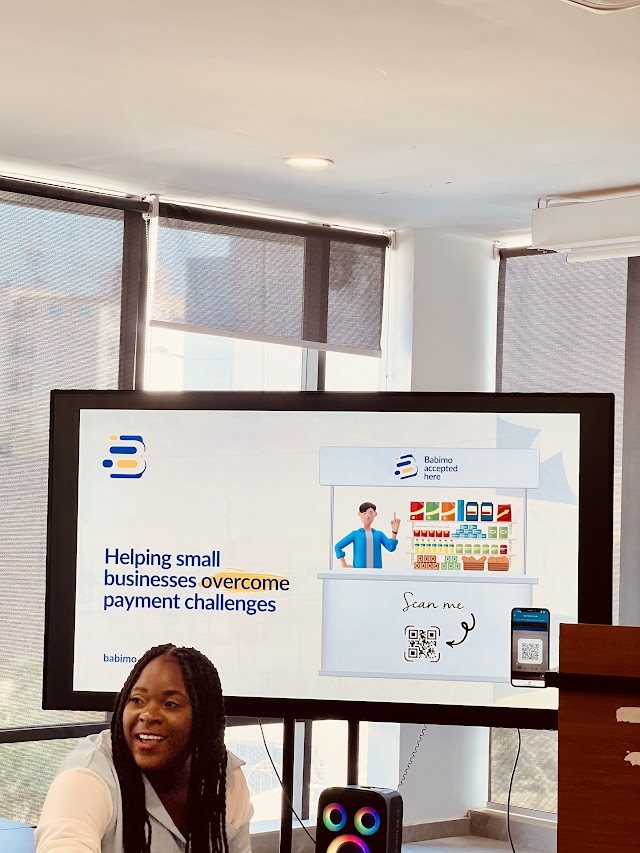 Helping small
businesses overcome
payment challenges
babimo
Babimo
accepted
here
Scan me